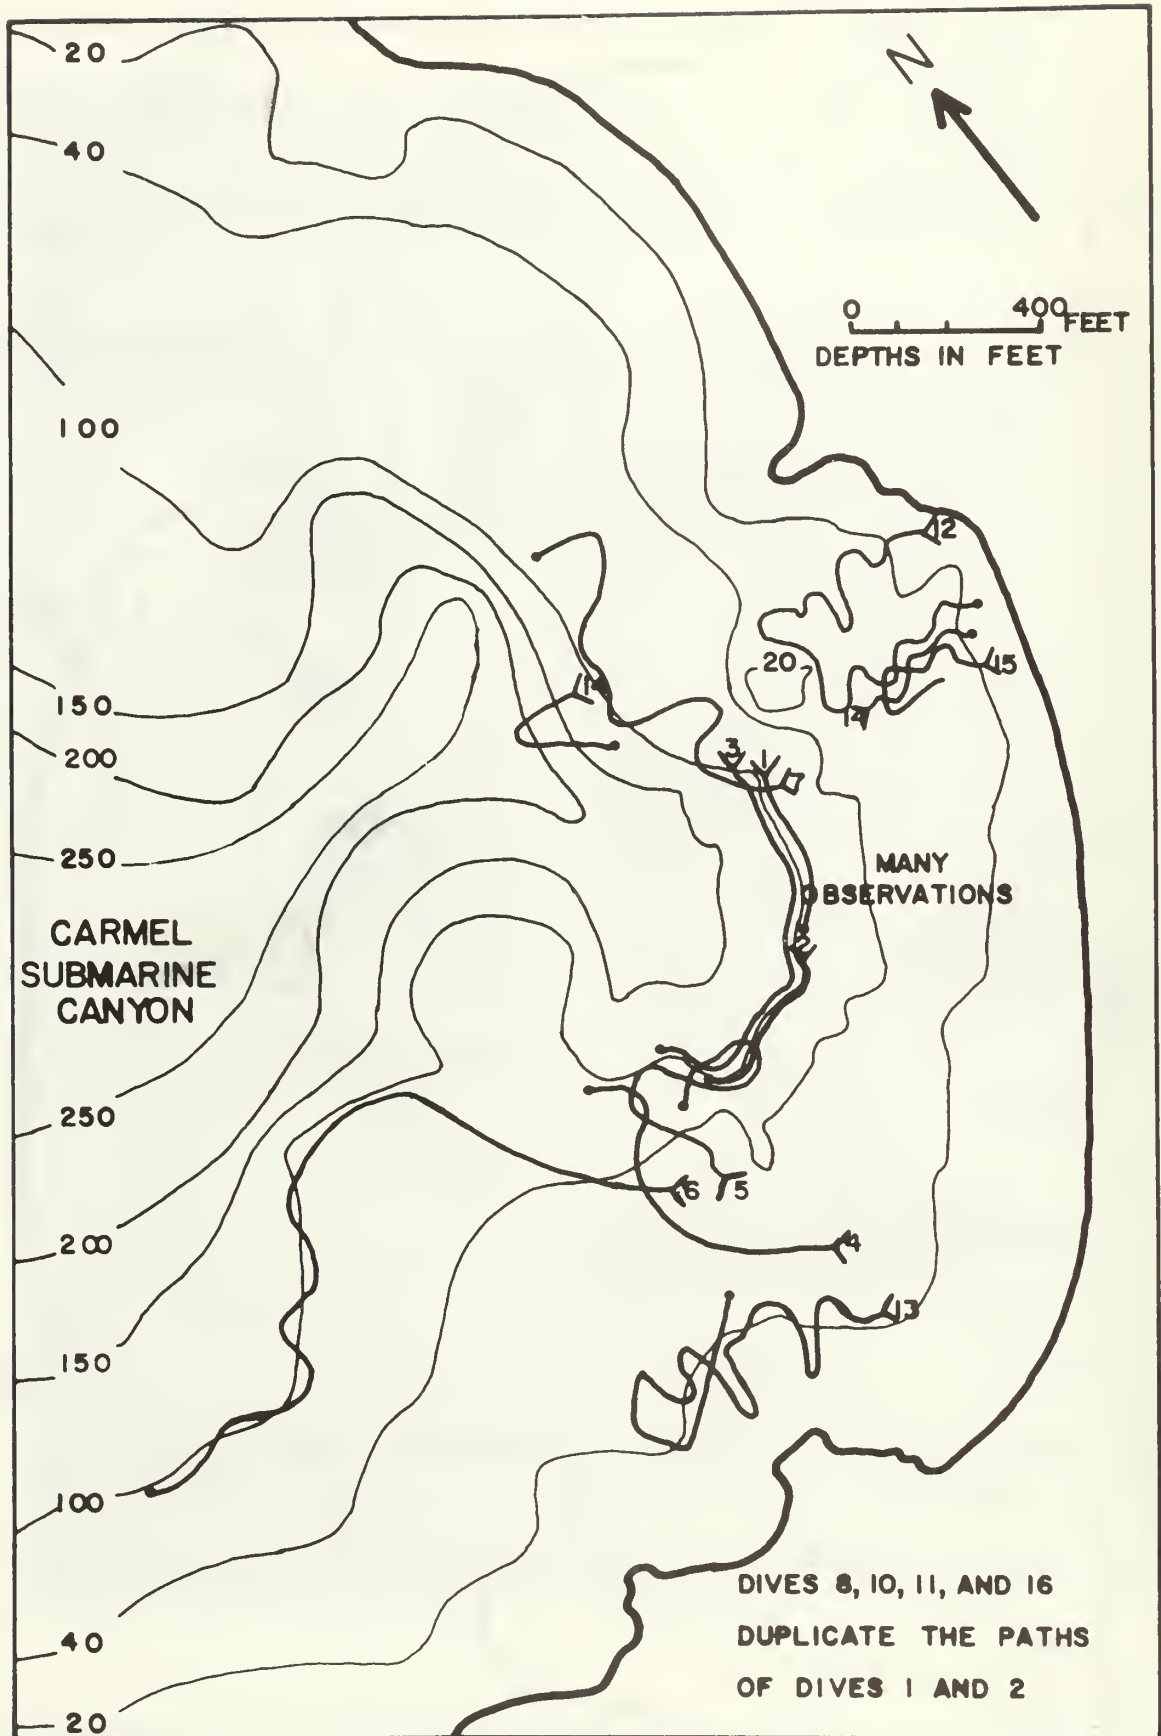 N
20
40
0 400 FEET
DEPTHS IN FEET
100
12
15
20
14
150
200
3 1 7
250
MANY
OBSERVATIONS
CARMEL
SUBMARINE
CANYON
2
250
6 5
200
4
13
150
100
DIVES 8, 10, 11, AND 16
DUPLICATE THE PATHS
OF DIVES 1 AND 2
40
20